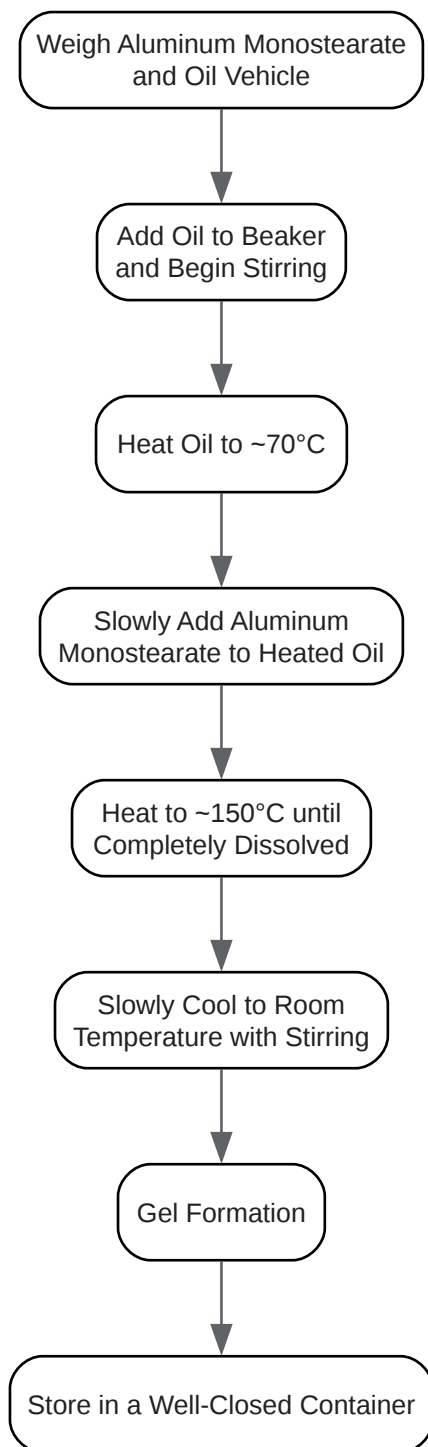 Weigh Aluminum Monostearate
and Oil Vehicle
Add Oil to Beaker
and Begin Stirring
Heat Oil to ~70°C
Slowly Add Aluminum
Monostearate to Heated Oil
Heat to ~150°C until
Completely Dissolved
Slowly Cool to Room
Temperature with Stirring
Gel Formation
Store in a Well-Closed Container